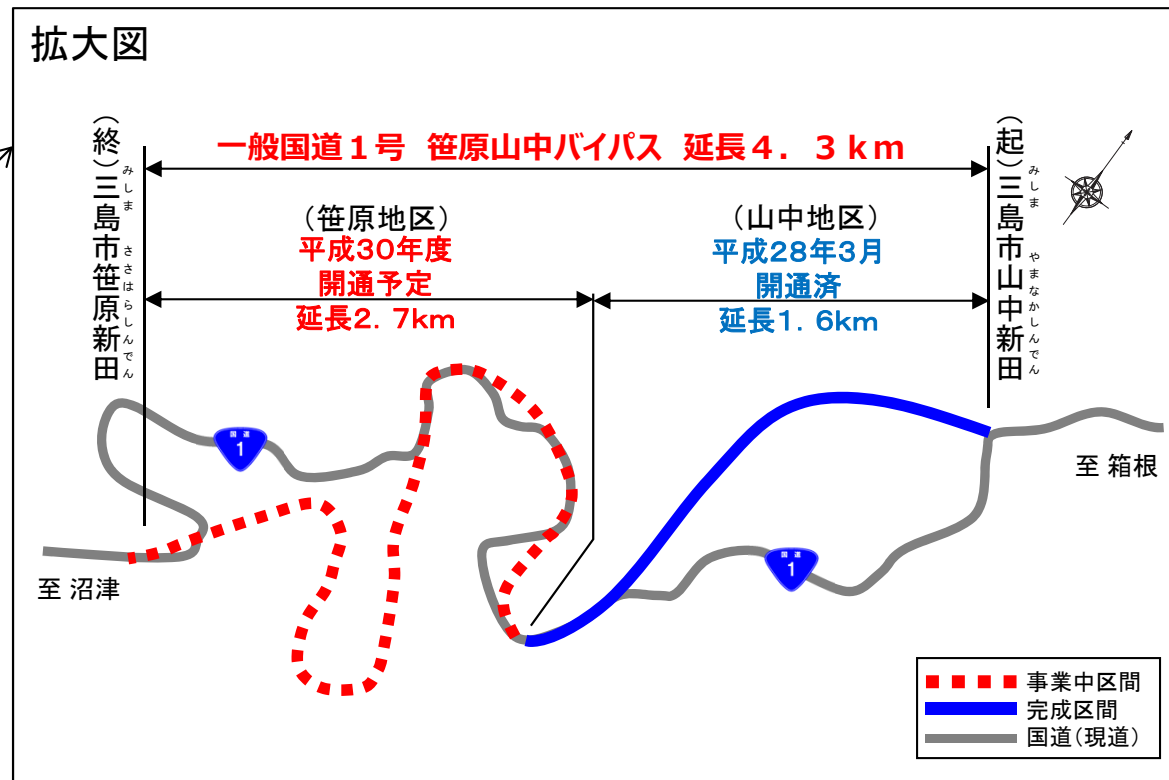 拡大図
一般国道1号 笹原山中バイパス 延長4.3km
(終)三島市笹原新田
みしま ささはらしんでん
(起)三島市山中新田
みしま やまなかしんでん
(笹原地区)
平成30年度
開通予定
延長2.7km
(山中地区)
平成28年3月
開通済
延長1.6km
国道
1
至 箱根
至 沼津
国道
1
事業中区間
完成区間
国道(現道)